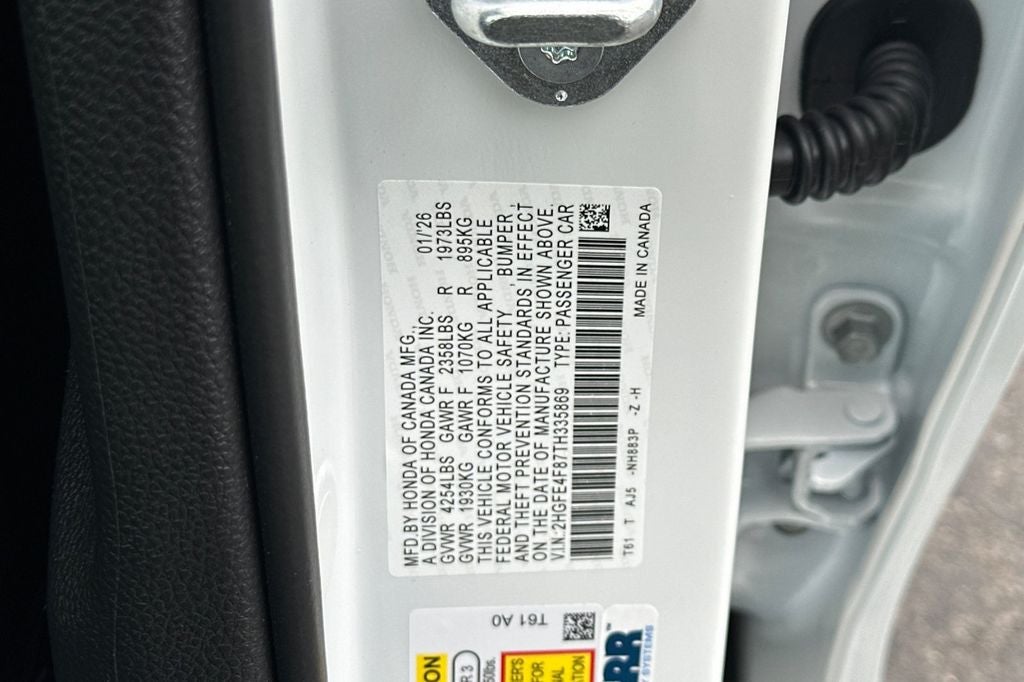 MFD.BY HONDA OF CANADA MFG., 01/'26
A DIVISION OF HONDA CANADA INC.
GVWR 4254LBS GAWR F 2358LBS R 1973LBS
GVWR 1930KG GAWR F 1070KG R 895KG
THIS VEHICLE CONFORMS TO ALL APPLICABLE
FEDERAL MOTOR VEHICLE SAFETY, BUMPER,
AND THEFT PREVENTION STANDARDS IN EFFECT
ON THE DATE OF MANUFACTURE SHOWN ABOVE.
V.I.N.:2HGFE4F87TH335869 TYPE: PASSENGER CAR
T61 T AJ5 -NH883P -Z -H MADE IN CANADA
T61 A0